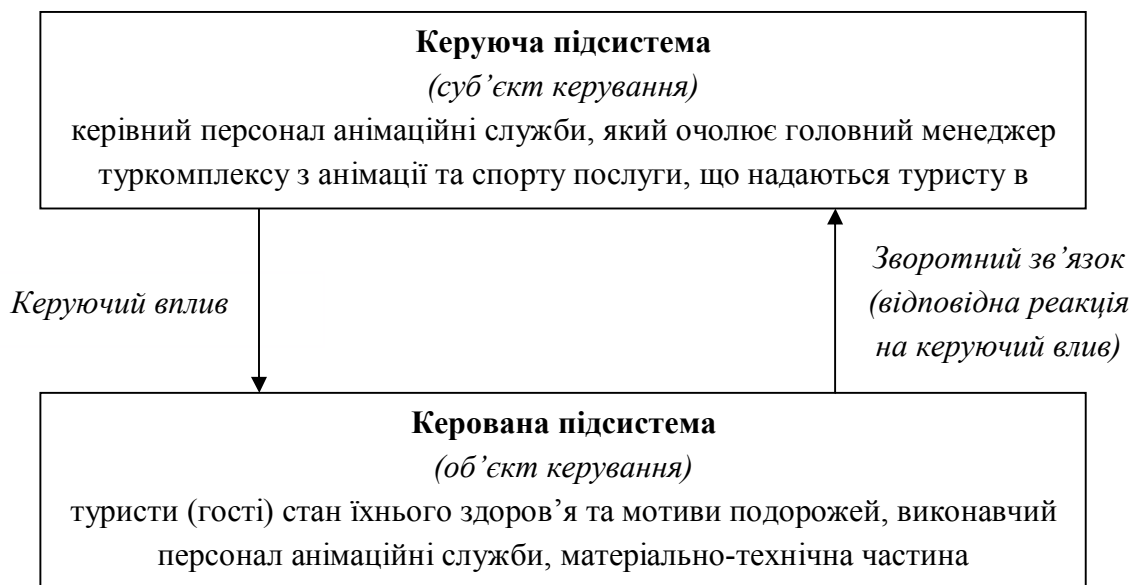 Керуюча підсистема
(суб’єкт керування)
керівний персонал анімаційні служби, який очолює головний менеджер
туркомплексу з анімації та спорту послуги, що надаються туристу в
Керуючий вплив
Зворотний зв’язок
(відповідна реакція
на керуючий влив)
Керована підсистема
(об’єкт керування)
туристи (гості) стан їхнього здоров’я та мотиви подорожей, виконавчий
персонал анімаційні служби, матеріально-технічна частина